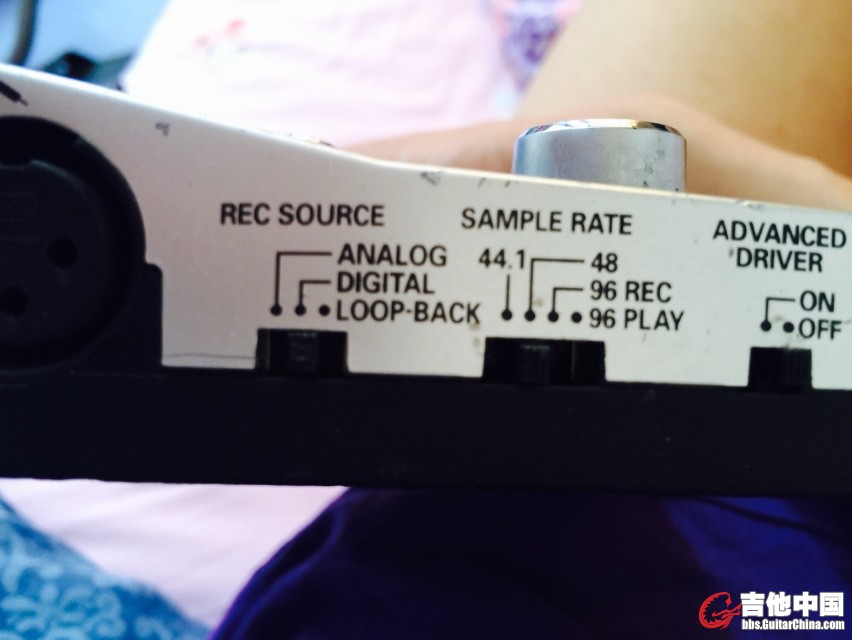 REC SOURCE
ANALOG
DIGITAL
LOOP-BACK
SAMPLE RATE
44.1
48
96 REC
96 PLAY
ADVANCED
DRIVER
ON
OFF
吉他中国
bbs.GuitarChina.com